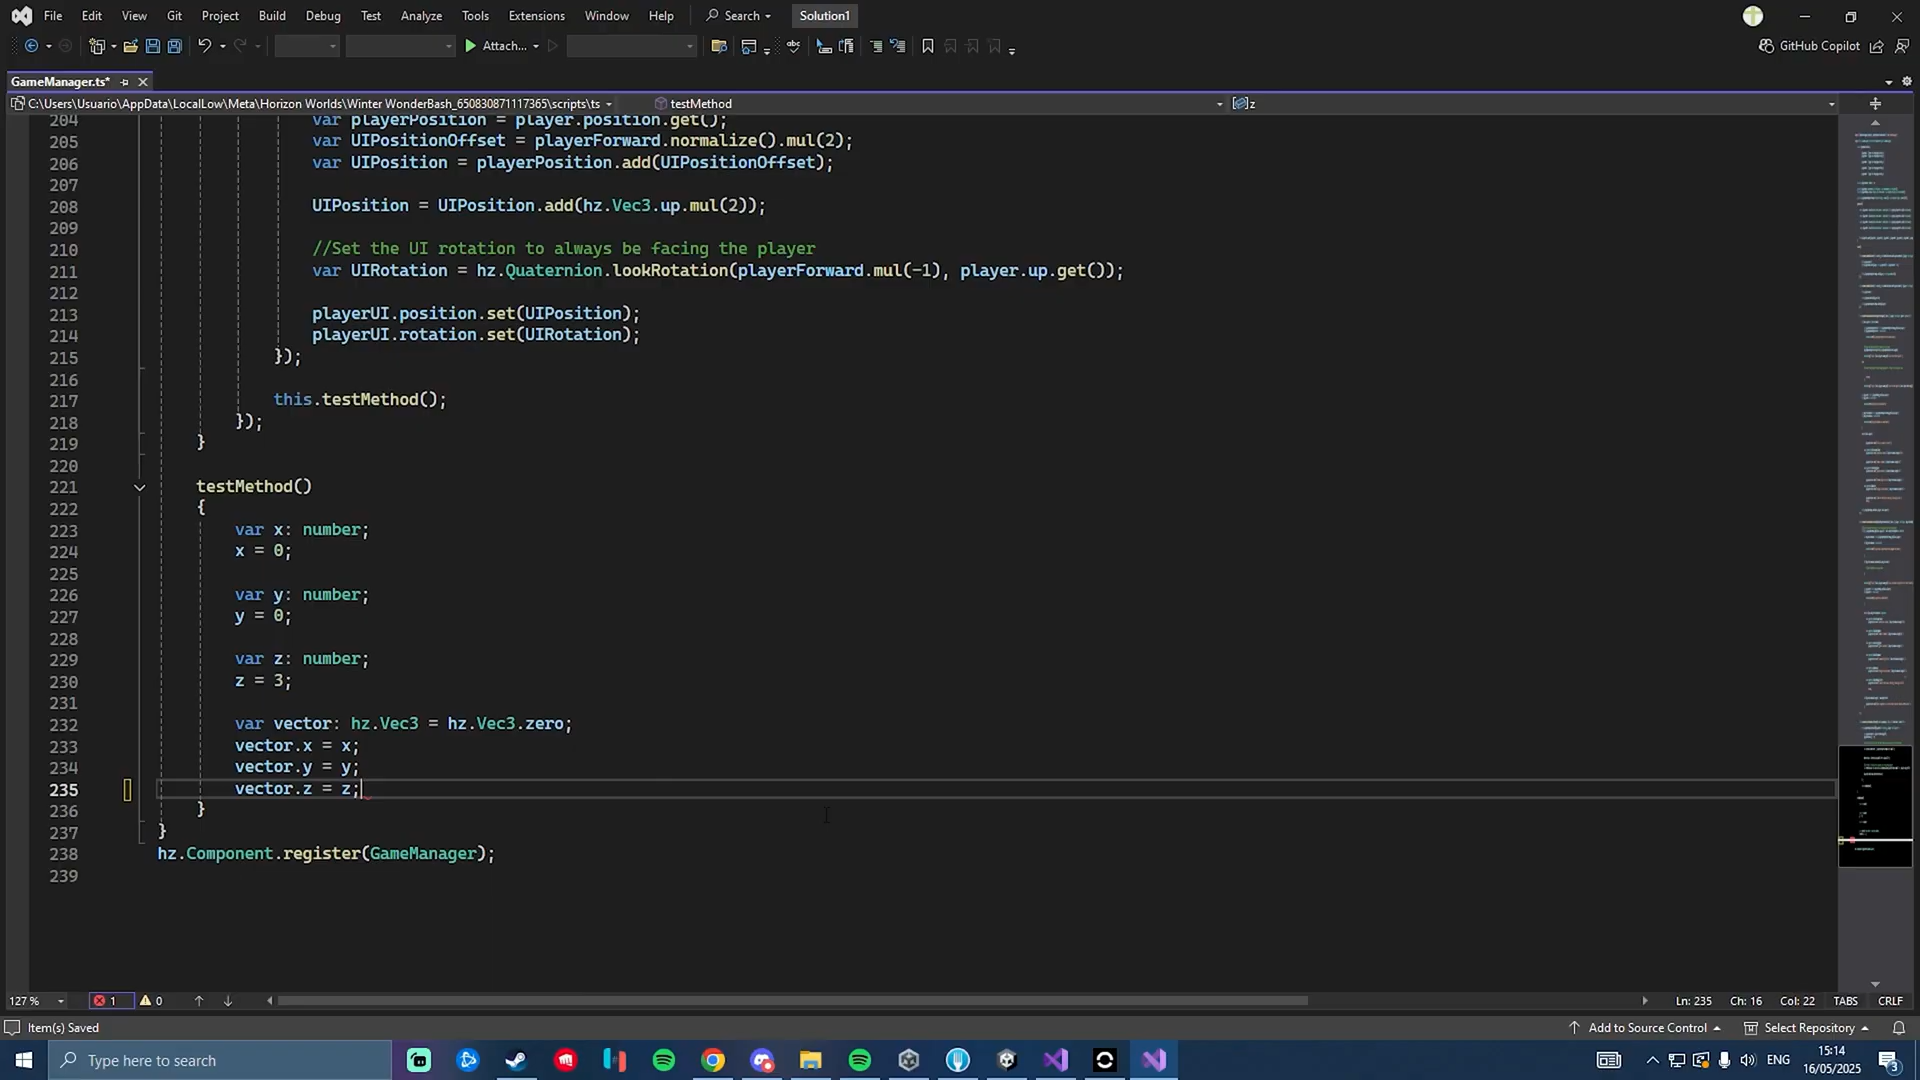 File Edit View Git Project Build Debug Test Analyze Tools Extensions Window Help Search Solution1
Attach... GitHub Copilot
GameManager.ts*
C:\Users\Usuario\AppData\LocalLow\Meta\Horizon Worlds\Winter WonderBash_650830871117365\scripts\ts testMethod z
204 var playerPosition = player.position.get();
205 var UIPositionOffset = playerForward.normalize().mul(2);
206 var UIPosition = playerPosition.add(UIPositionOffset);
207
208 UIPosition = UIPosition.add(hz.Vec3.up.mul(2));
209
210 //Set the UI rotation to always be facing the player
211 var UIRotation = hz.Quaternion.lookRotation(playerForward.mul(-1), player.up.get());
212
213 playerUI.position.set(UIPosition);
214 playerUI.rotation.set(UIRotation);
215 });
216
217 this.testMethod();
218 });
219 }
220
221 testMethod()
222 {
223 var x: number;
224 x = 0;
225
226 var y: number;
227 y = 0;
228
229 var z: number;
230 z = 3;
231
232 var vector: hz.Vec3 = hz.Vec3.zero;
233 vector.x = x;
234 vector.y = y;
235 vector.z = z;
236 }
237 }
238 hz.Component.register(GameManager);
239
127 % 1 0 Ln: 235 Ch: 16 Col: 22 TABS CRLF
Item(s) Saved Add to Source Control Select Repository
Type here to search ENG 15:14
16/05/2025 3